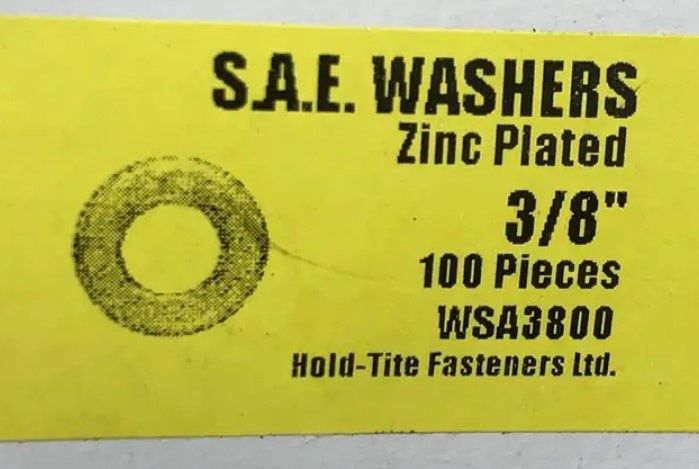 S.A.E. WASHERS
Zinc Plated
3/8"
100 Pieces
WSA3800
Hold-Tite Fasteners Ltd.